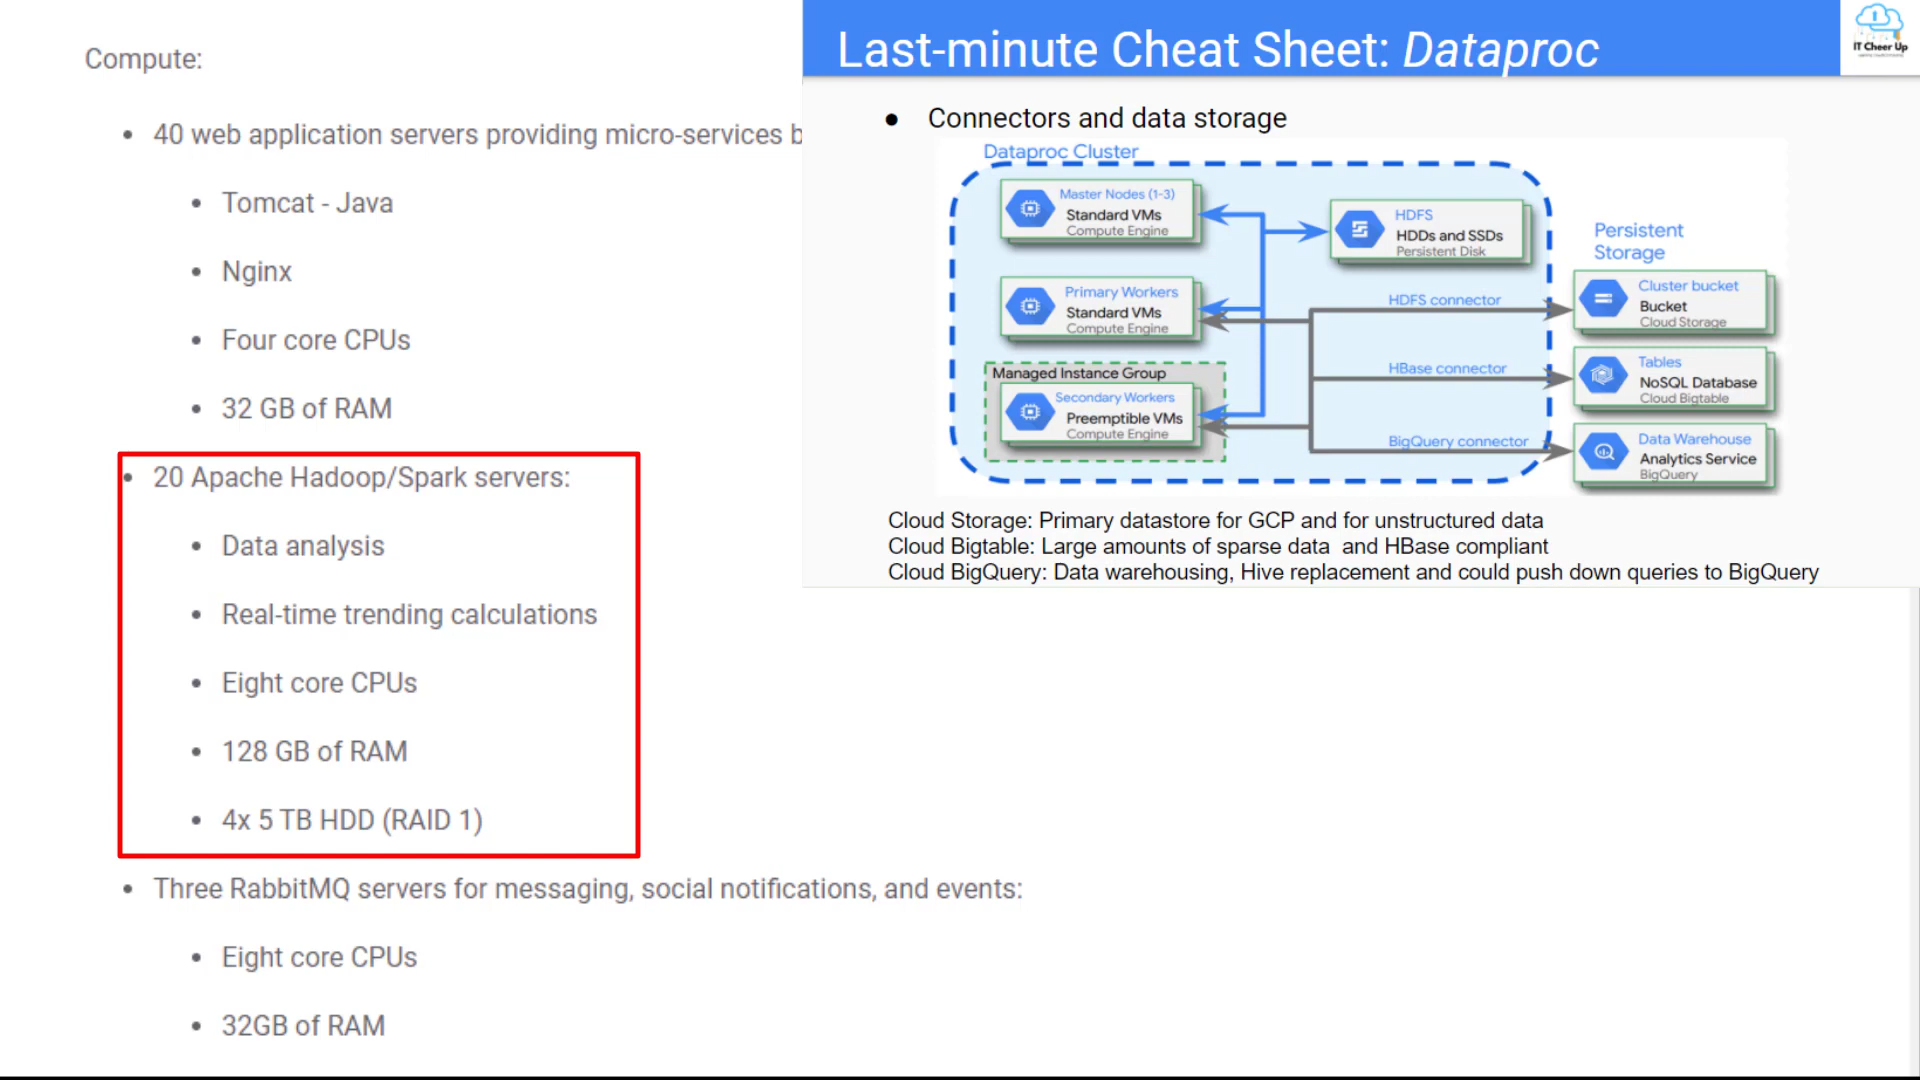 Compute:
• 40 web application servers providing micro-services b
• Tomcat - Java
• Nginx
• Four core CPUs
• 32 GB of RAM
• 20 Apache Hadoop/Spark servers:
• Data analysis
• Real-time trending calculations
• Eight core CPUs
• 128 GB of RAM
• 4x 5 TB HDD (RAID 1)
• Three RabbitMQ servers for messaging, social notifications, and events:
• Eight core CPUs
• 32GB of RAM
Last-minute Cheat Sheet: Dataproc
IT Cheer Up
● Connectors and data storage
Dataproc Cluster
Master Nodes (1-3)
Standard VMs
Compute Engine
Primary Workers
Standard VMs
Compute Engine
Managed Instance Group
Secondary Workers
Preemptible VMs
Compute Engine
HDFS
HDDs and SSDs
Persistent Disk
HDFS connector
HBase connector
BigQuery connector
Persistent
Storage
Cluster bucket
Bucket
Cloud Storage
Tables
NoSQL Database
Cloud Bigtable
Data Warehouse
Analytics Service
BigQuery
Cloud Storage: Primary datastore for GCP and for unstructured data
Cloud Bigtable: Large amounts of sparse data and HBase compliant
Cloud BigQuery: Data warehousing, Hive replacement and could push down queries to BigQuery